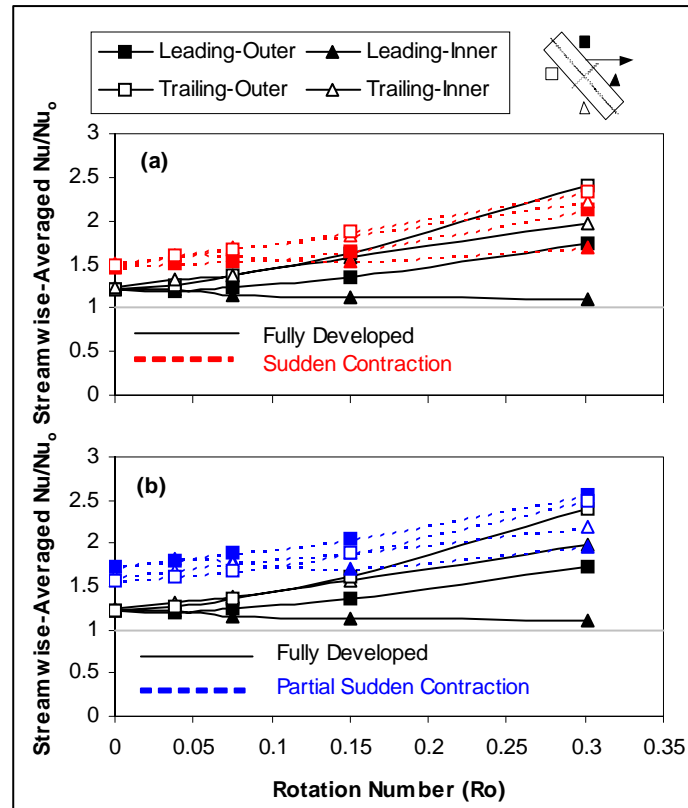 Leading-Outer
Leading-Inner
Trailing-Outer
Trailing-Inner
Streamwise-Averaged Nu/Nuo
3
2.5
2
1.5
1
0.5
0
(a)
Fully Developed
Sudden Contraction
Streamwise-Averaged Nu/Nuo
3
2.5
2
1.5
1
0.5
0
(b)
Fully Developed
Partial Sudden Contraction
0 0.05 0.1 0.15 0.2 0.25 0.3 0.35
Rotation Number (Ro)